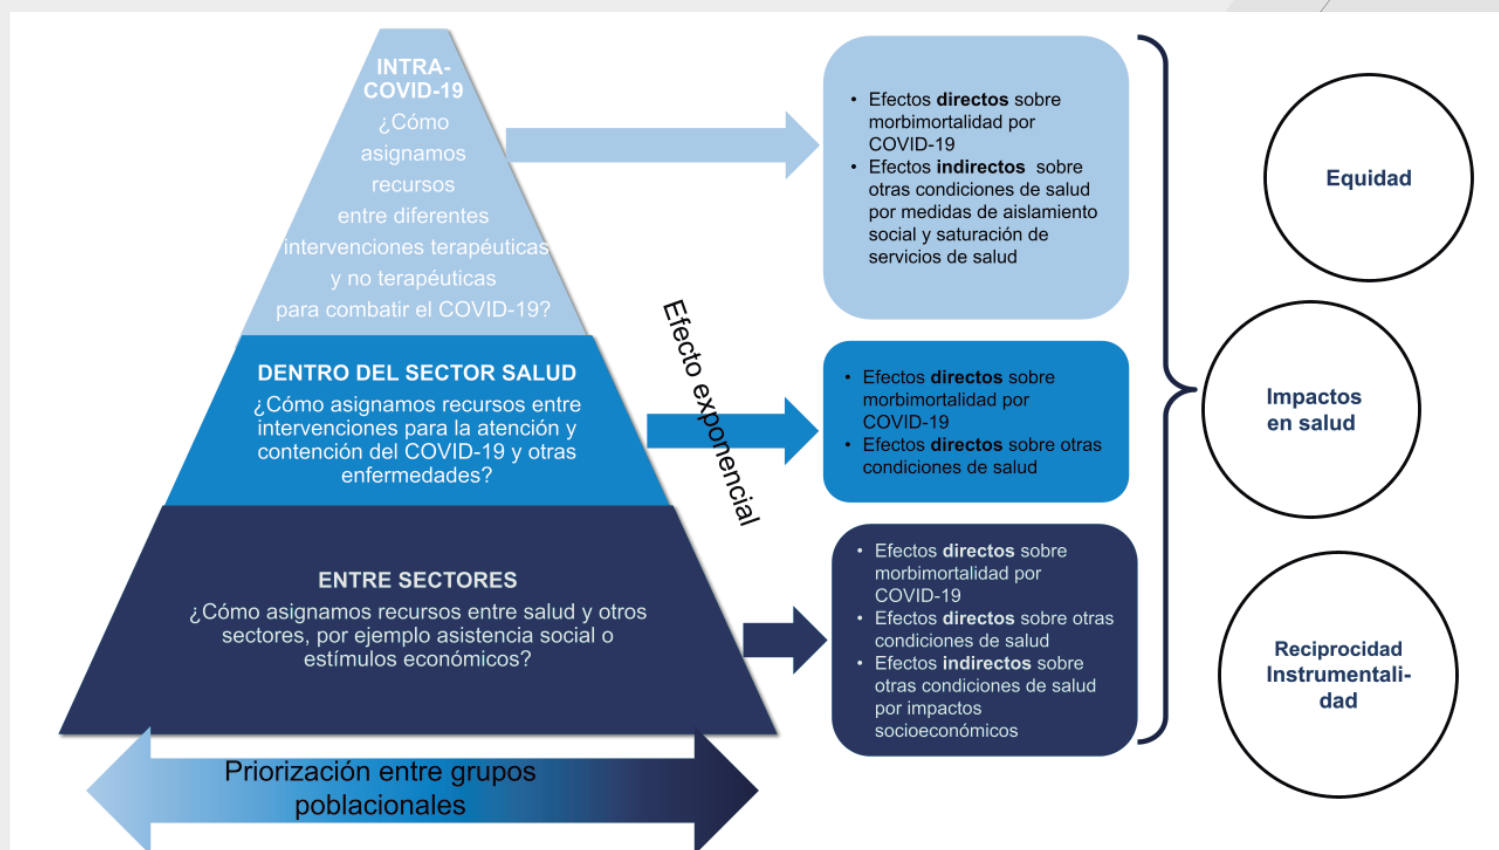 INTRA-
COVID-19
¿Cómo
asignamos
recursos
entre diferentes
intervenciones terapéuticas
y no terapéuticas
para combatir el COVID-19?
DENTRO DEL SECTOR SALUD
¿Cómo asignamos recursos entre
intervenciones para la atención y
contención del COVID-19 y otras
enfermedades?
ENTRE SECTORES
¿Cómo asignamos recursos entre salud y otros
sectores, por ejemplo asistencia social o
estímulos económicos?
Priorización entre grupos
poblacionales
Efecto exponencial
• Efectos directos sobre
morbimortalidad por
COVID-19
• Efectos indirectos sobre
otras condiciones de salud
por medidas de aislamiento
social y saturación de
servicios de salud
• Efectos directos sobre
morbimortalidad por
COVID-19
• Efectos directos sobre otras
condiciones de salud
• Efectos directos sobre
morbimortalidad por
COVID-19
• Efectos directos sobre otras
condiciones de salud
• Efectos indirectos sobre
otras condiciones de salud
por impactos
socioeconómicos
Equidad
Impactos
en salud
Reciprocidad
Instrumentali-
dad